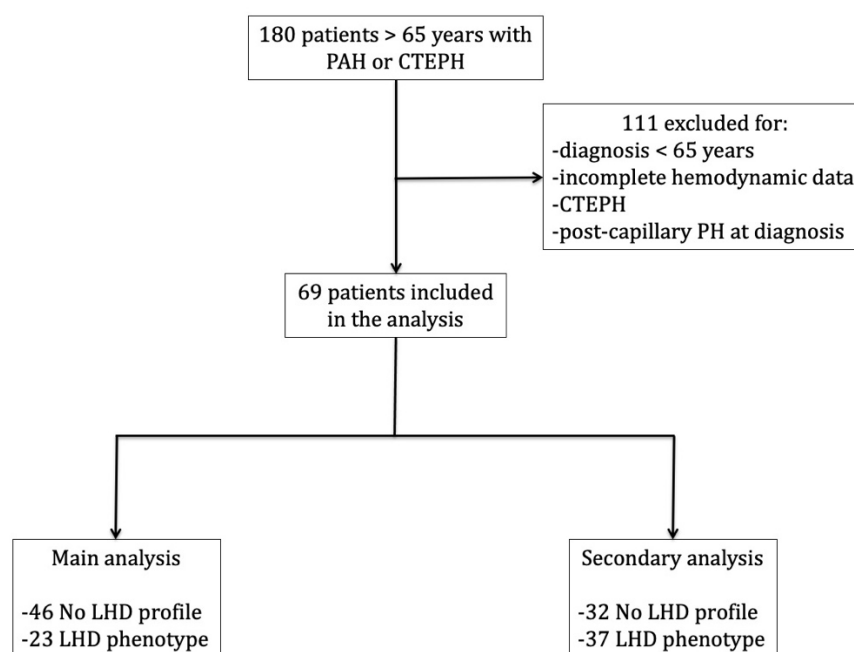 180 patients > 65 years with
PAH or CTEPH
111 excluded for:
-diagnosis < 65 years
-incomplete hemodynamic data
-CTEPH
-post-capillary PH at diagnosis
69 patients included
in the analysis
Main analysis
-46 No LHD profile
-23 LHD phenotype
Secondary analysis
-32 No LHD profile
-37 LHD phenotype